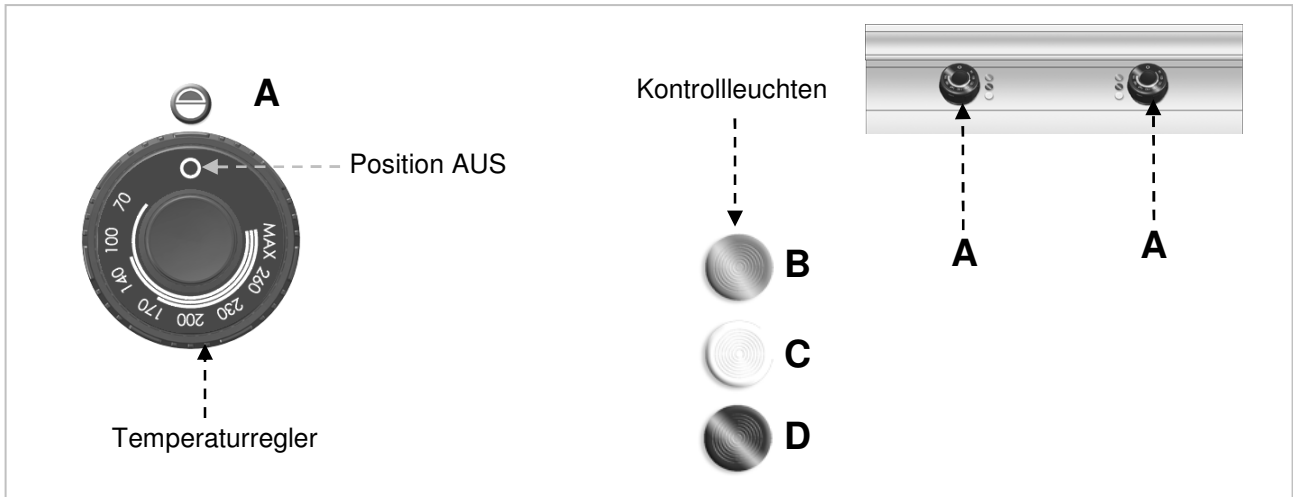 A
Position AUS
70
100
140
170
200
230
260
MAX
Temperaturregler
Kontrollleuchten
B
C
D
A
A